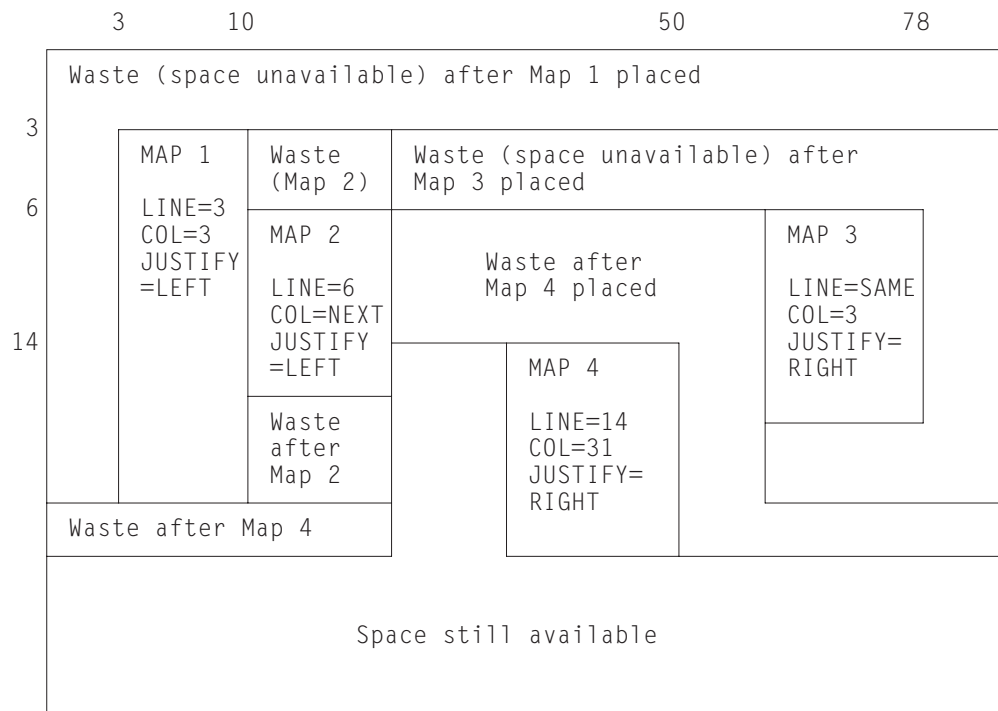 3 10 50 78
Waste (space unavailable) after Map 1 placed
3
MAP 1
LINE=3
COL=3
JUSTIFY
=LEFT
Waste
(Map 2)
Waste (space unavailable) after
Map 3 placed
6
MAP 2
LINE=6
COL=NEXT
JUSTIFY
=LEFT
Waste after
Map 4 placed
MAP 3
LINE=SAME
COL=3
JUSTIFY=
RIGHT
14
MAP 4
LINE=14
COL=31
JUSTIFY=
RIGHT
Waste
after
Map 2
Waste after Map 4
Space still available